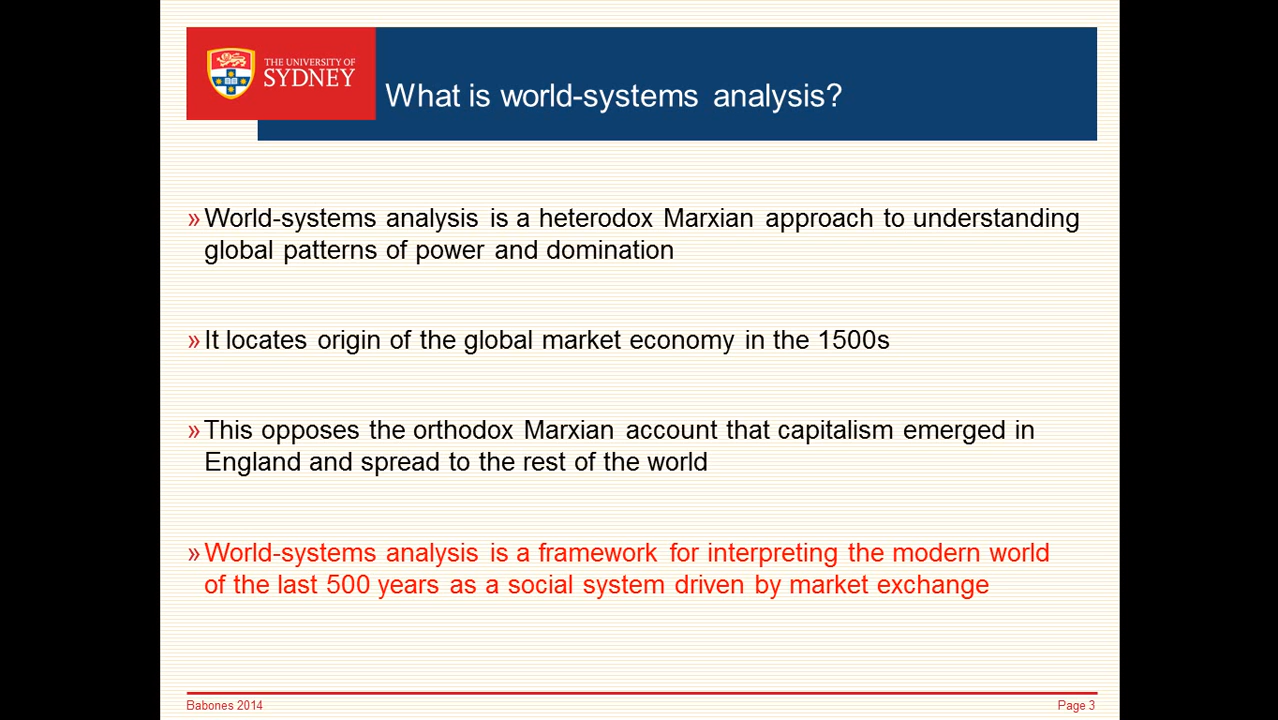 THE UNIVERSITY OF
SYDNEY
What is world-systems analysis?
» World-systems analysis is a heterodox Marxian approach to understanding
global patterns of power and domination
» It locates origin of the global market economy in the 1500s
» This opposes the orthodox Marxian account that capitalism emerged in
England and spread to the rest of the world
» World-systems analysis is a framework for interpreting the modern world
of the last 500 years as a social system driven by market exchange
Babones 2014
Page 3